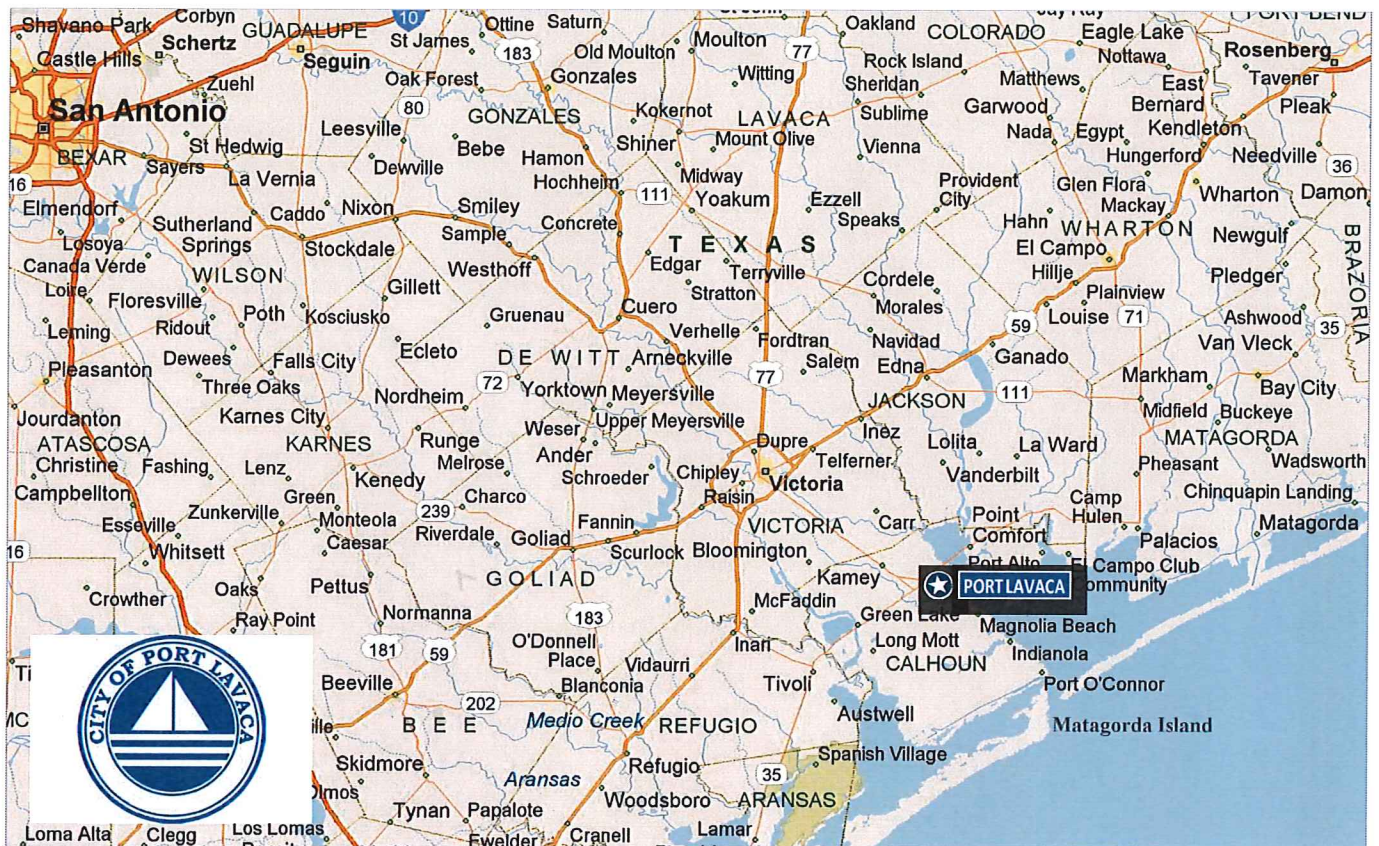 Shavano Park
Corbyn
GUADALUPE
10
Ottine
Saturn
77
Oakland
COLORADO
Eagle Lake
Schertz
St James
183
Old Moulton
Moulton
Nottawa
Rosenberg
Castle Hills
Seguin
Rock Island
Zuehl
Oak Forest
Gonzales
Witting
Sheridan
Matthews
East
Bernard
Tavener
San Antonio
80
Kokernot
LAVACA
Sublime
Garwood
Pleak
Leesville
GONZALES
Shiner
Mount Olive
Nada
Egypt
Kendleton
St Hedwig
Bebe
Hamon
Vienna
Hungerford
Needville
BEXAR
Sayers
Dewville
Hochheim
Midway
36
16
La Vernia
111
Yoakum
Ezzell
Provident
City
Glen Flora
Mackay
Wharton
Damon
Elmendorf
Sutherland
Springs
Caddo
Nixon
Smiley
Concrete
Speaks
Hahn
WHARTON
Losoya
Stockdale
Sample
TEXAS
El Campo
Newgulf
BRAZORIA
Canada Verde
WILSON
Westhoff
Edgar
Terryville
Cordele
Hillje
Pledger
Loire
Floresville
Gillett
Stratton
Morales
Plainview
Poth
Kosciusko
Cuero
59
Louise
71
Ashwood
35
Leming
Ridout
Gruenau
Verhelle
Fordtran
Navidad
Van Vleck
Dewees
Falls City
Ecleto
DE WITT
Arneckville
Salem
Edna
Ganado
Pleasanton
Three Oaks
72
Yorktown
Meyersville
77
111
Markham
Bay City
Jourdanton
Karnes City
Nordheim
Upper Meyersville
JACKSON
Midfield
Buckeye
ATASCOSA
KARNES
Runge
Weser
Dupre
Inez
Lolita
La Ward
MATAGORDA
Christine
Fashing
Lenz
Melrose
Ander
Chipley
Telferner
Vanderbilt
Pheasant
Wadsworth
Campbellton
Kenedy
Schroeder
Victoria
Green
Charco
Raisin
Camp
Hulen
Chinquapin Landing
Esseville
Zunkerville
Monteola
239
Riverdale
Fannin
VICTORIA
Carr
Point
Comfort
Matagorda
16
Whitsett
Caesar
Goliad
Scurlock
Bloomington
Palacios
Port Alto
El Campo Club
Community
Crowther
Oaks
Pettus
GOLIAD
Kamey
PORT LAVACA
Ray Point
Normanna
183
McFaddin
Green Lake
Magnolia Beach
181
59
O'Donnell
Place
Inari
Long Mott
Indianola
Beeville
Vidaurri
Tivoli
CALHOUN
Port O'Connor
202
Blanconia
BEE
Medio Creek
REFUGIO
Austwell
Matagorda Island
Skidmore
Aransas
Refugio
35
Spanish Village
Tynan
Papalote
Woodsboro
ARANSAS
Loma Alta
Clegg
Los Lomas
Cranell
Lamar
CITY OF PORT LAVACA